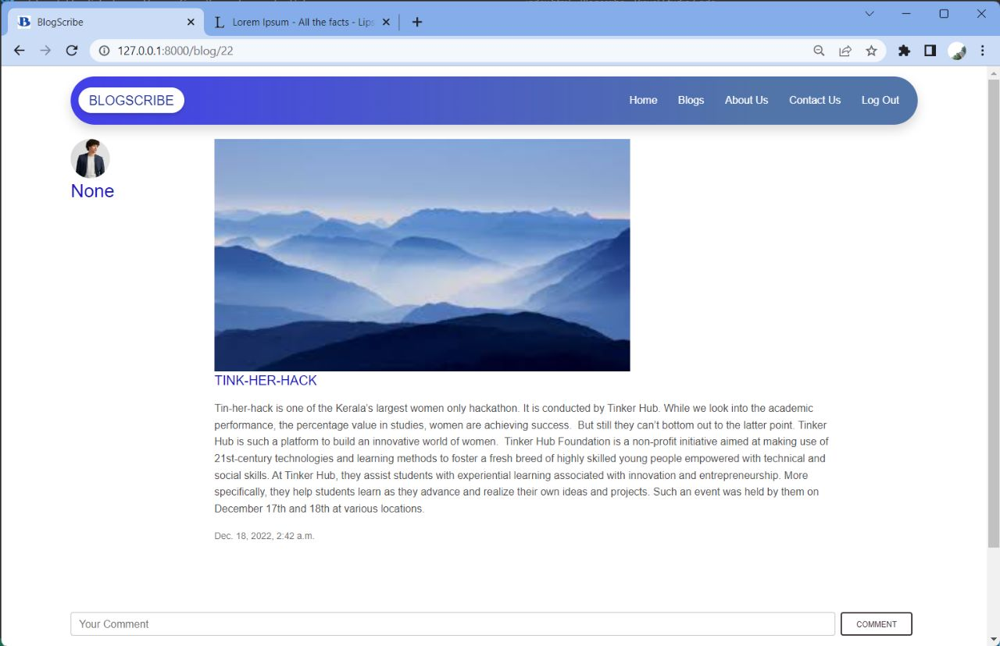 BlogScribe
Lorem Ipsum - All the facts - Lips
127.0.0.1:8000/blog/22
BLOGSCRIBE
Home Blogs About Us Contact Us Log Out
None
TINK-HER-HACK
Tin-her-hack is one of the Kerala’s largest women only hackathon. It is conducted by Tinker Hub. While we look into the academic
performance, the percentage value in studies, women are achieving success.  But still they can’t bottom out to the latter point. Tinker
Hub is such a platform to build an innovative world of women.  Tinker Hub Foundation is a non-profit initiative aimed at making use of
21st-century technologies and learning methods to foster a fresh breed of highly skilled young people empowered with technical and
social skills. At Tinker Hub, they assist students with experiential learning associated with innovation and entrepreneurship. More
specifically, they help students learn as they advance and realize their own ideas and projects. Such an event was held by them on
December 17th and 18th at various locations.
Dec. 18, 2022, 2:42 a.m.
Your Comment
COMMENT